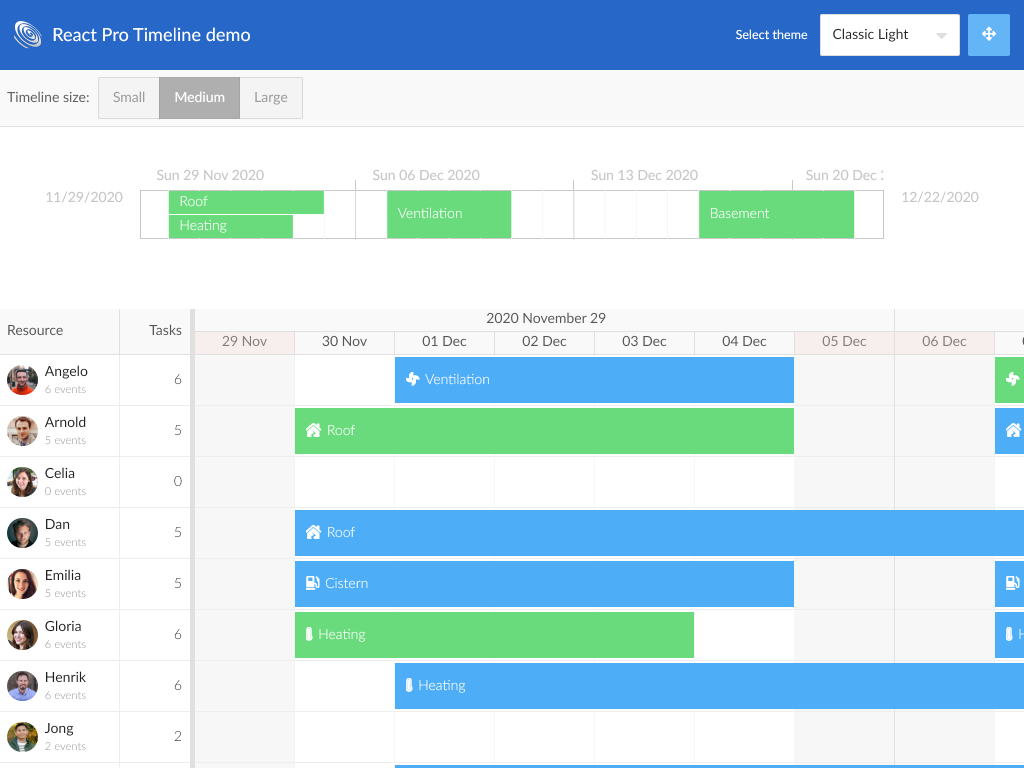 React Pro Timeline demo
Select theme
Classic Light
Timeline size:
Small
Medium
Large
Sun 29 Nov 2020
Sun 06 Dec 2020
Sun 13 Dec 2020
Sun 20 Dec
11/29/2020
12/22/2020
Roof
Heating
Ventilation
Basement
Resource
Tasks
2020 November 29
29 Nov
30 Nov
01 Dec
02 Dec
03 Dec
04 Dec
05 Dec
06 Dec
Angelo
6 events
6
Ventilation
Arnold
5 events
5
Roof
Celia
0 events
0
Dan
5 events
5
Roof
Emilia
5 events
5
Cistern
Gloria
6 events
6
Heating
Henrik
6 events
6
Heating
Jong
2 events
2